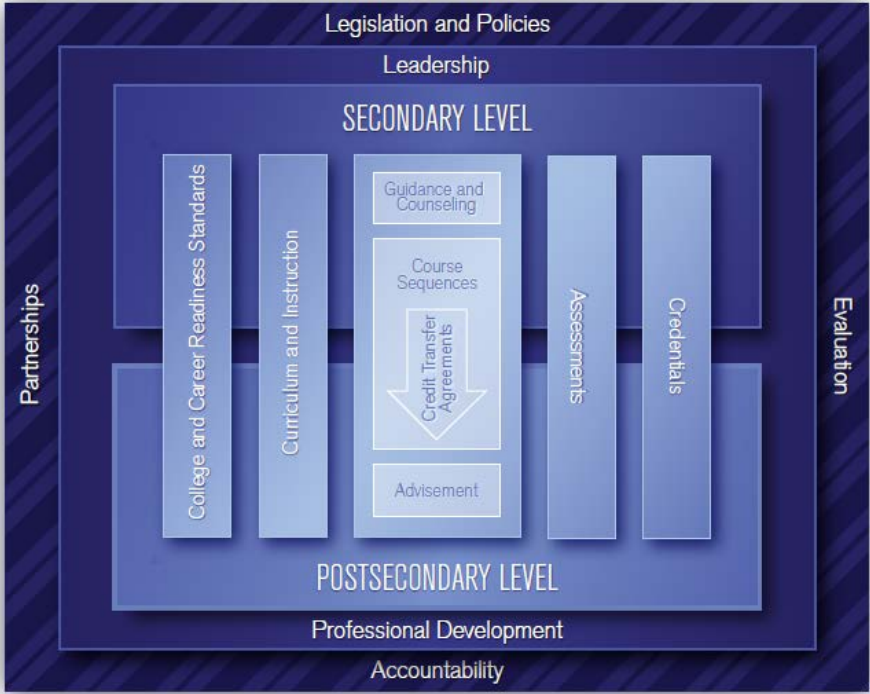 Legislation and Policies
Leadership
SECONDARY LEVEL
Partnerships
College and Career Readiness Standards
Curriculum and Instruction
Guidance and
Counseling
Course
Sequences
Credit Transfer
Agreements
Advisement
Assessments
Credentials
Evaluation
POSTSECONDARY LEVEL
Professional Development
Accountability